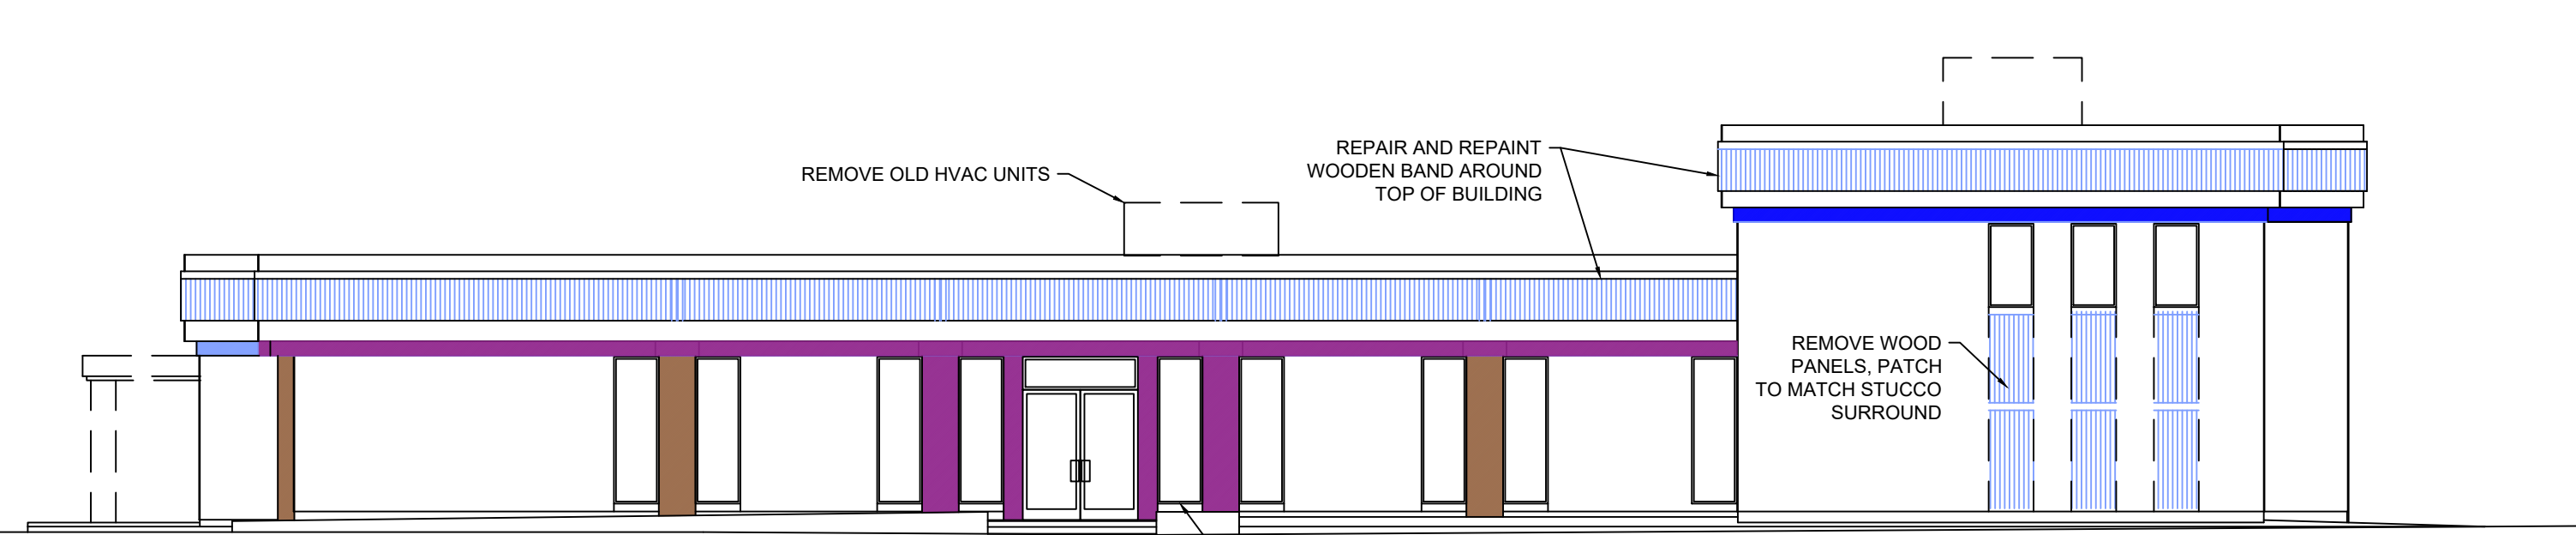 REMOVE OLD HVAC UNITS
REPAIR AND REPAINT
WOODEN BAND AROUND
TOP OF BUILDING
REMOVE WOOD
PANELS, PATCH
TO MATCH STUCCO
SURROUND